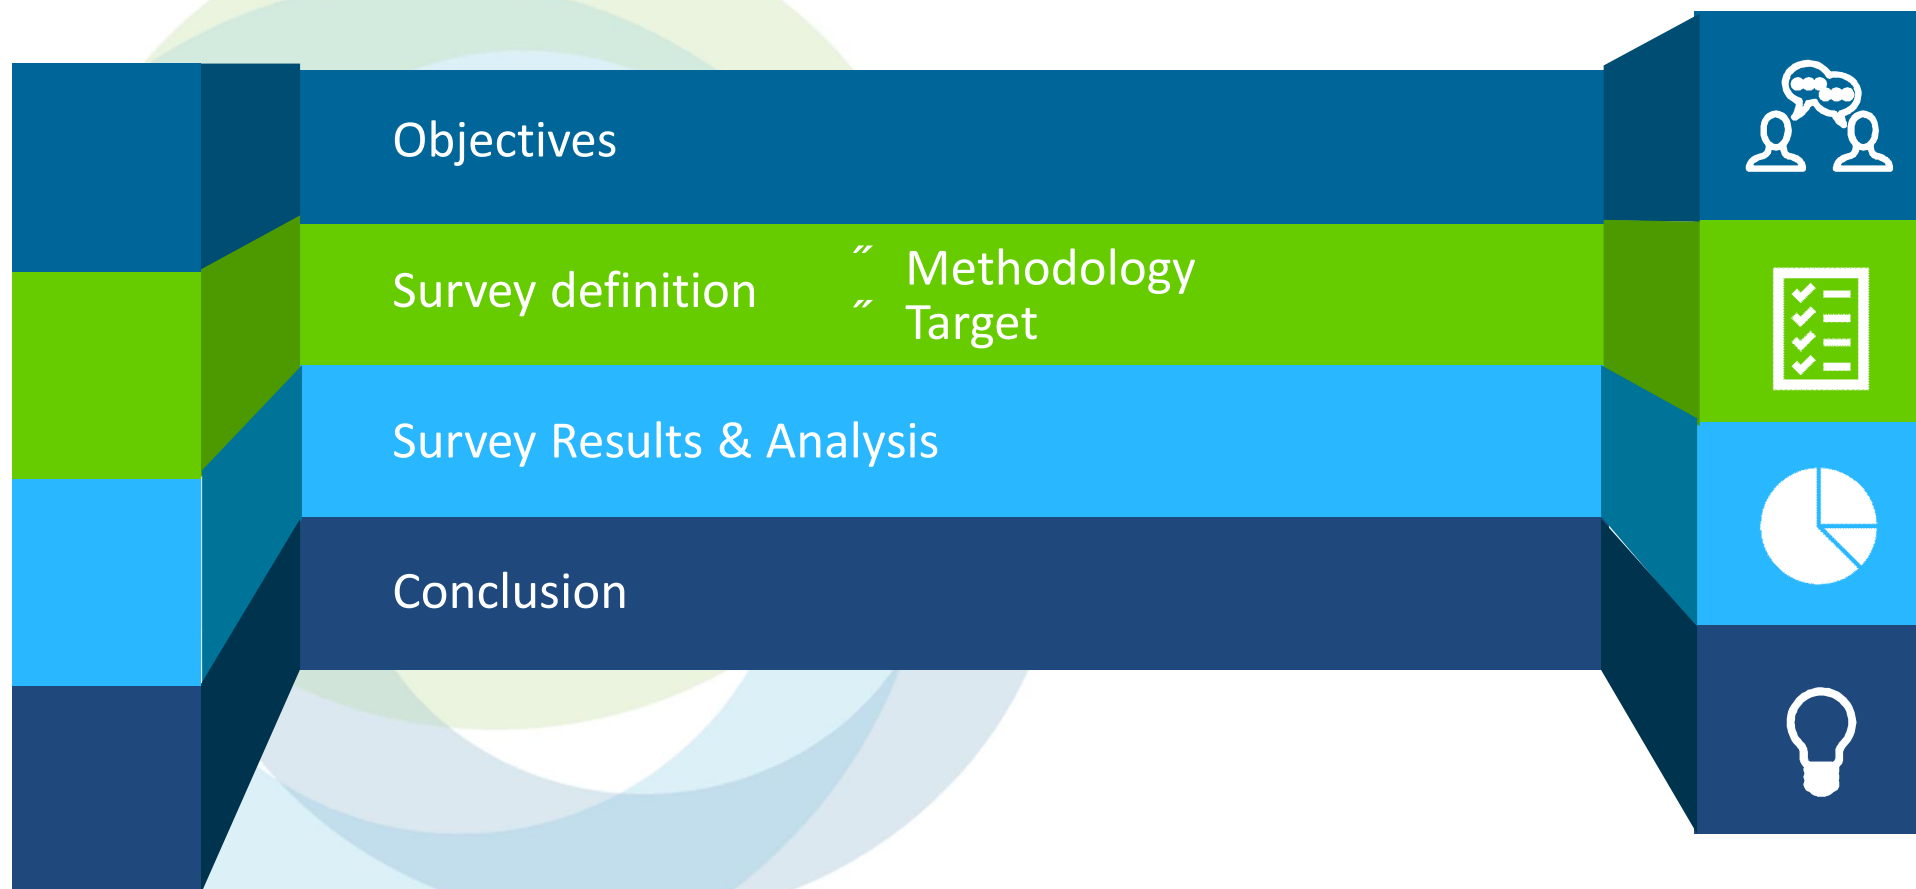 Objectives
Survey definition
˝ Methodology
˝ Target
Survey Results & Analysis
Conclusion